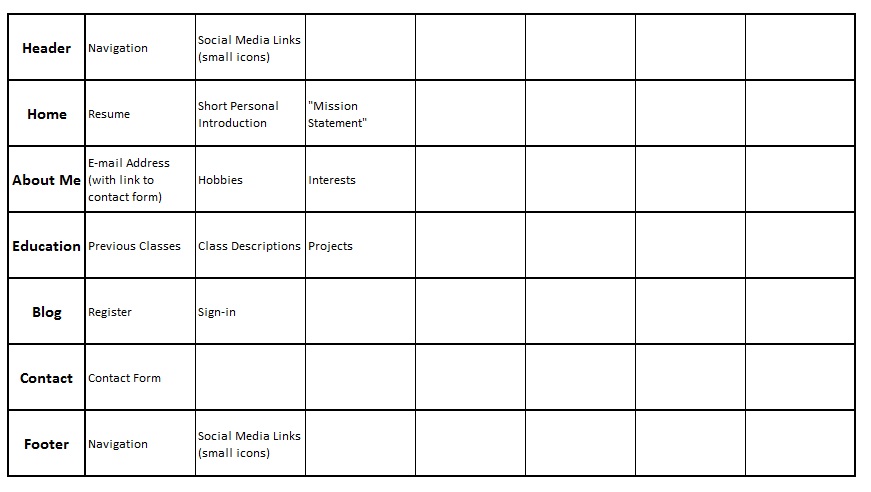 Header
Navigation
Social Media Links
(small icons)
Home
Resume
Short Personal
Introduction
"Mission
Statement"
About Me
E-mail Address
(with link to
contact form)
Hobbies
Interests
Education
Previous Classes
Class Descriptions
Projects
Blog
Register
Sign-in
Contact
Contact Form
Footer
Navigation
Social Media Links
(small icons)